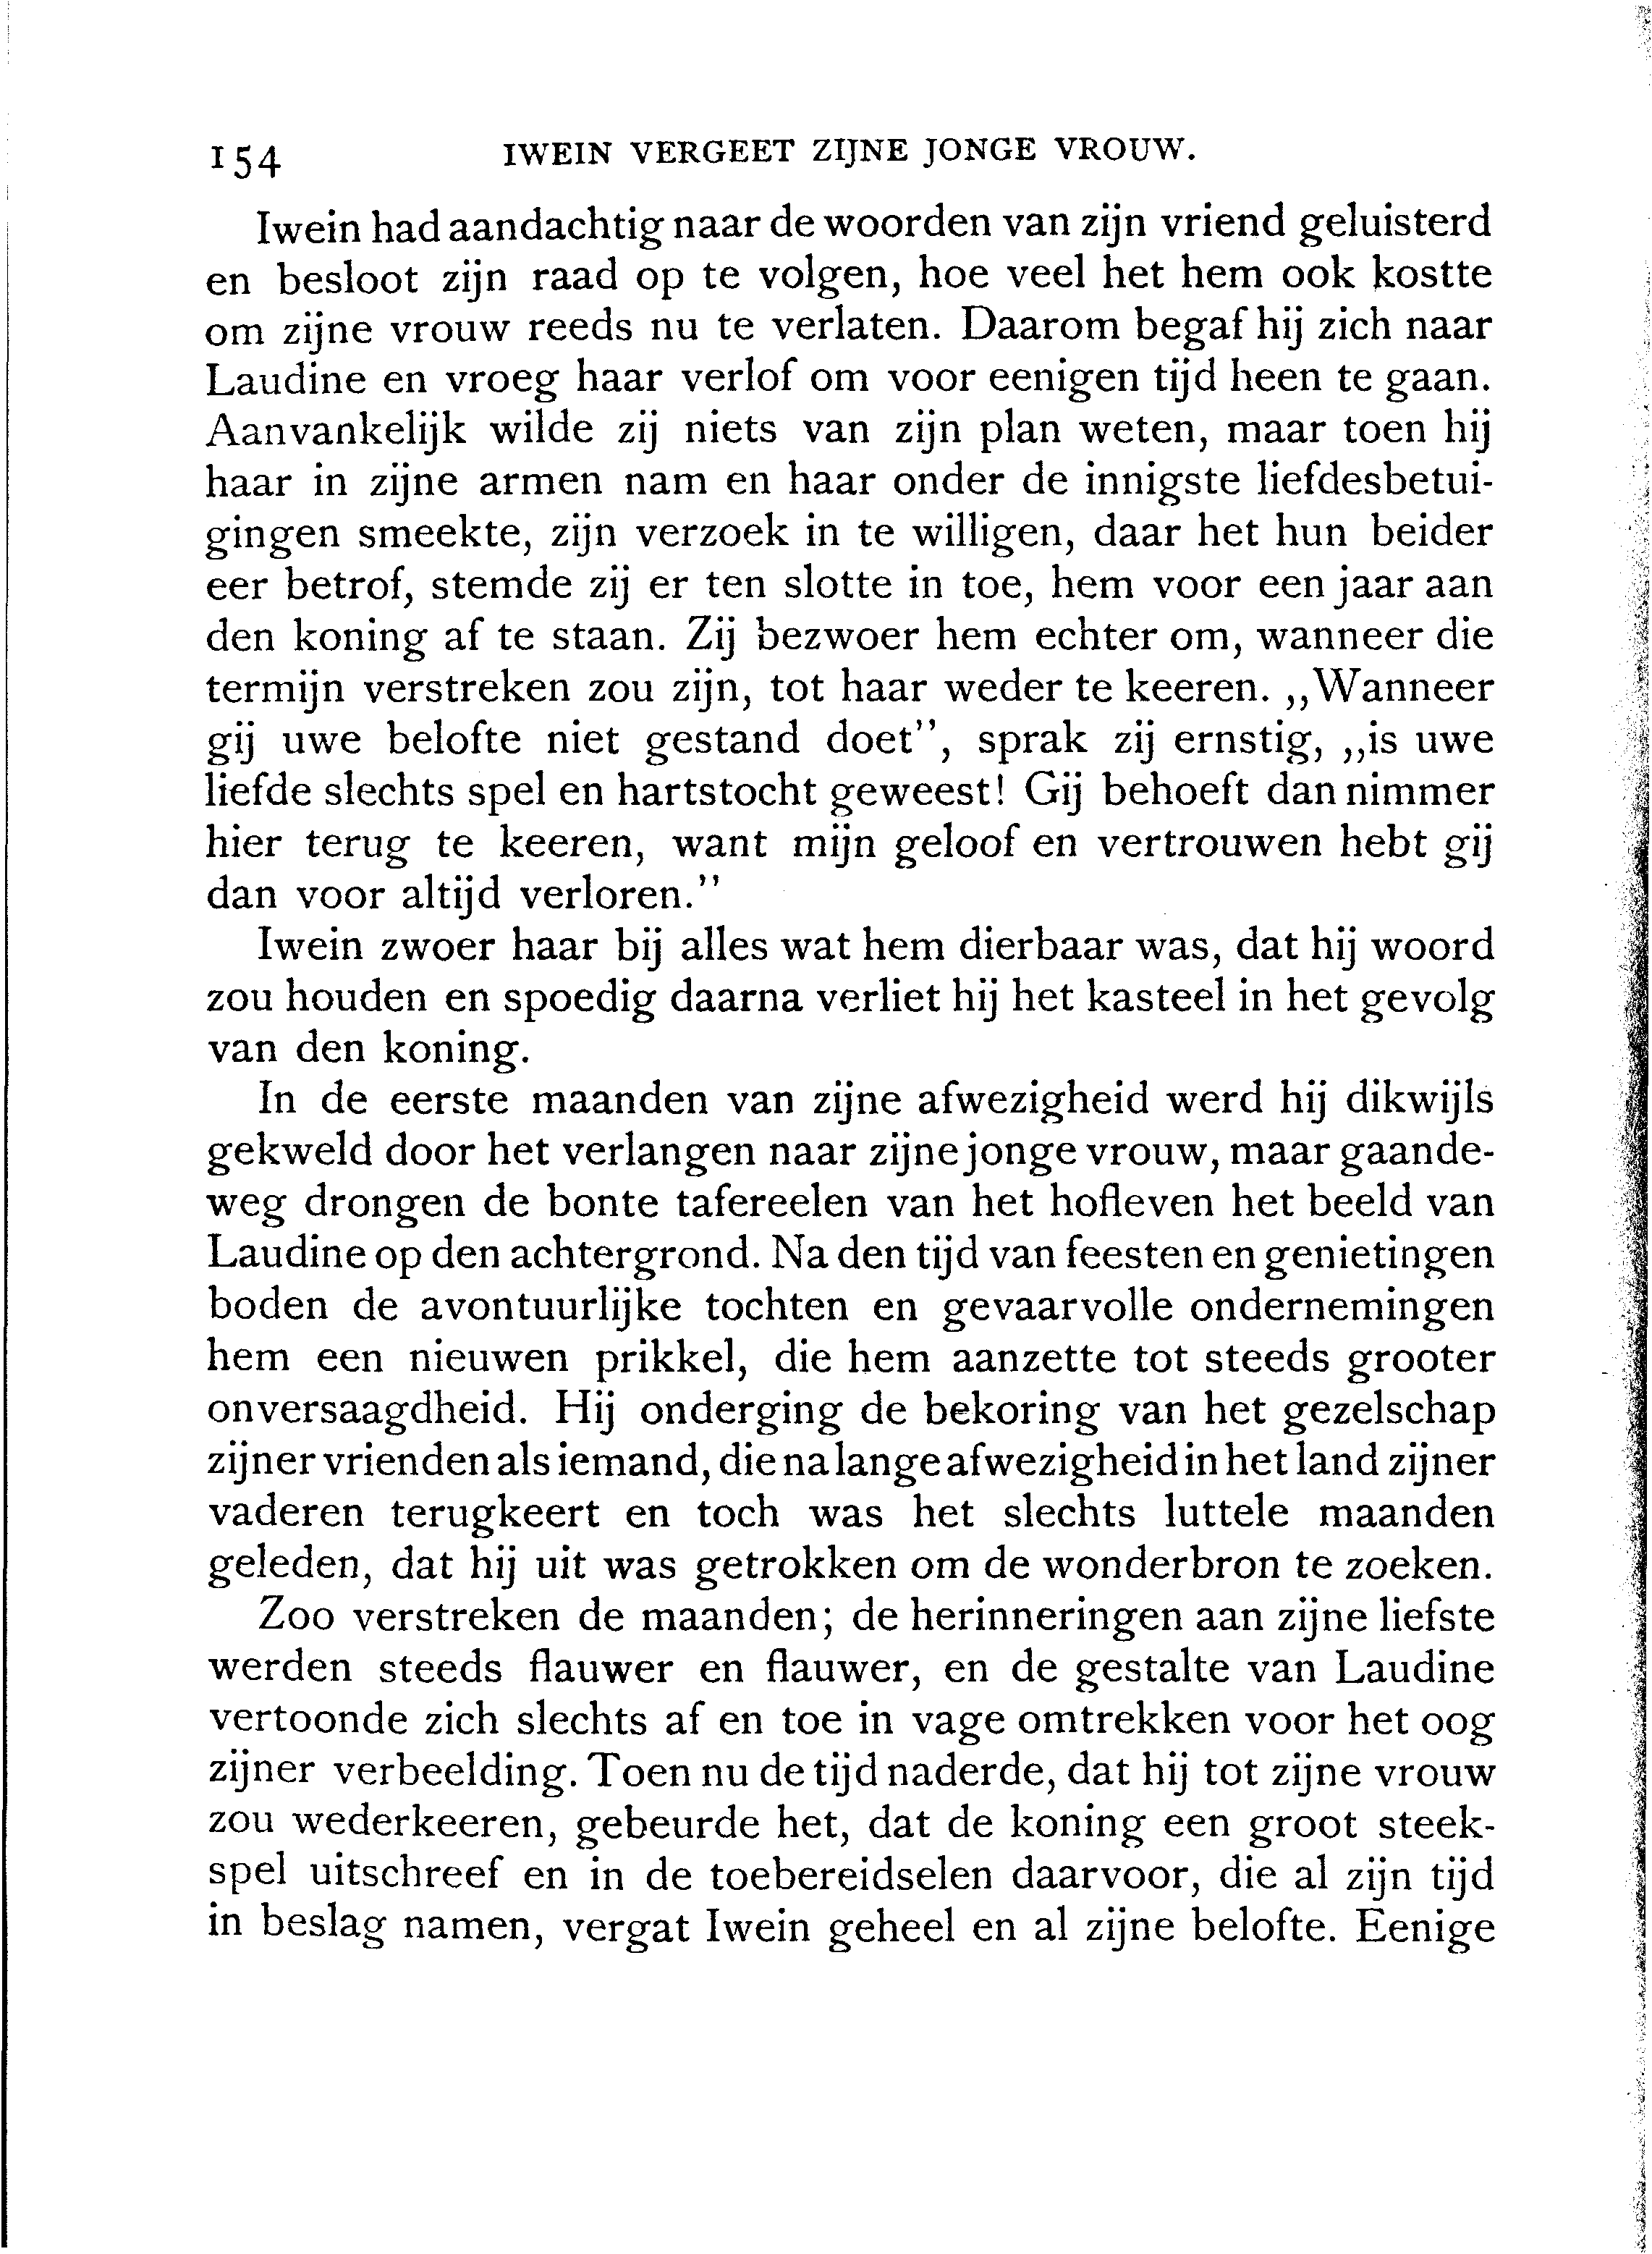 154 IWEIN VERGEET ZIJNE JONGE VROUW.
Iwein had aandachtig naar de woorden van zijn vriend geluisterd
en besloot zijn raad op te volgen, hoe veel het hem ook kostte
om zijne vrouw reeds nu te verlaten. Daarom begaf hij zich naar
Laudine en vroeg haar verlof om voor eenigen tijd heen te gaan.
Aanvankelijk wilde zij niets van zijn plan weten, maar toen hij
haar in zijne armen nam en haar onder de innigste liefdesbetui-
gingen smeekte, zijn verzoek in te willigen, daar het hun beider
eer betrof, stemde zij er ten slotte in toe, hem voor een jaar aan
den koning af te staan. Zij bezwoer hem echter om, wanneer die
termijn verstreken zou zijn, tot haar weder te keeren. ,,Wanneer
gij uwe belofte niet gestand doet", sprak zij ernstig, ,,is uwe
liefde slechts spel en hartstocht geweest! Gij behoeft dan nimmer
hier terug te keeren, want mijn geloof en vertrouwen hebt gij
dan voor altijd verloren."
Iwein zwoer haar bij alles wat hem dierbaar was, dat hij woord
zou houden en spoedig daarna verliet hij het kasteel in het gevolg
van den koning.
In de eerste maanden van zijne afwezigheid werd hij dikwijls
gekweld door het verlangen naar zijne jonge vrouw, maar gaande-
weg drongen de bonte tafereelen van het hofleven het beeld van
Laudine op den achtergrond. Na den tijd van feesten en genietingen
boden de avontuurlijke tochten en gevaarvolle ondernemingen
hem een nieuwen prikkel, die hem aanzette tot steeds grooter
onversaagdheid. Hij onderging de bekoring van het gezelschap
zijner vrienden als iemand, die na lange afwezigheid in het land zijner
vaderen terugkeert en toch was het slechts luttele maanden
geleden, dat hij uit was getrokken om de wonderbron te zoeken.
Zoo verstreken de maanden; de herinneringen aan zijne liefste
werden steeds flauwer en flauwer, en de gestalte van Laudine
vertoonde zich slechts af en toe in vage omtrekken voor het oog
zijner verbeelding. Toen nu de tijd naderde, dat hij tot zijne vrouw
zou wederkeeren, gebeurde het, dat de koning een groot steek-
spel uitschreef en in de toebereidselen daarvoor, die al zijn tijd
in beslag namen, vergat Iwein geheel en al zijne belofte. Eenige